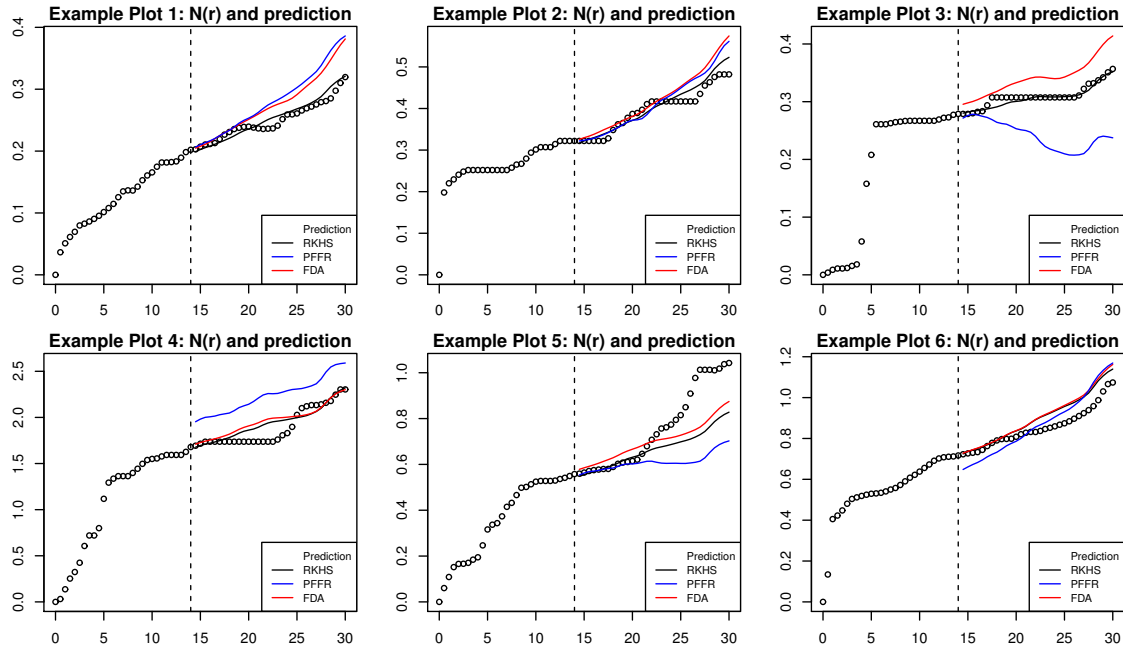 Example Plot 1: N(r) and prediction
0.4
0.3
0.2
0.1
0.0
Prediction
RKHS
PFFR
FDA
0 5 10 15 20 25 30
Example Plot 2: N(r) and prediction
0.5
0.4
0.3
0.2
0.1
0.0
Prediction
RKHS
PFFR
FDA
0 5 10 15 20 25 30
Example Plot 3: N(r) and prediction
0.4
0.3
0.2
0.1
0.0
Prediction
RKHS
PFFR
FDA
0 5 10 15 20 25 30
Example Plot 4: N(r) and prediction
2.5
2.0
1.5
1.0
0.5
0.0
Prediction
RKHS
PFFR
FDA
0 5 10 15 20 25 30
Example Plot 5: N(r) and prediction
1.0
0.8
0.6
0.4
0.2
0.0
Prediction
RKHS
PFFR
FDA
0 5 10 15 20 25 30
Example Plot 6: N(r) and prediction
1.2
1.0
0.8
0.6
0.4
0.2
0.0
Prediction
RKHS
PFFR
FDA
0 5 10 15 20 25 30